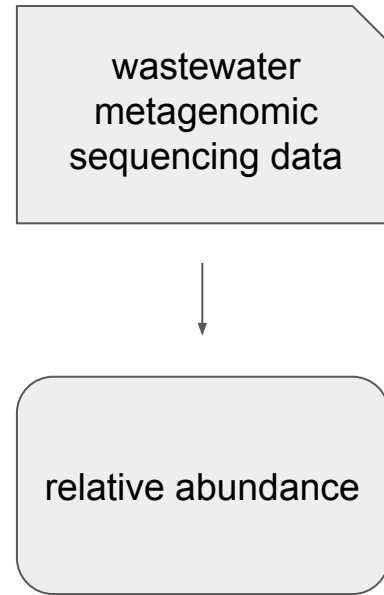 wastewater
metagenomic
sequencing data
relative abundance